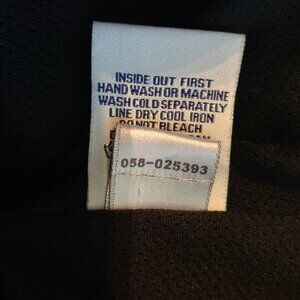 INSIDE OUT FIRST
HAND WASH OR MACHINE
WASH COLD SEPARATELY
LINE DRY COOL IRON
DO NOT BLEACH
058-025393